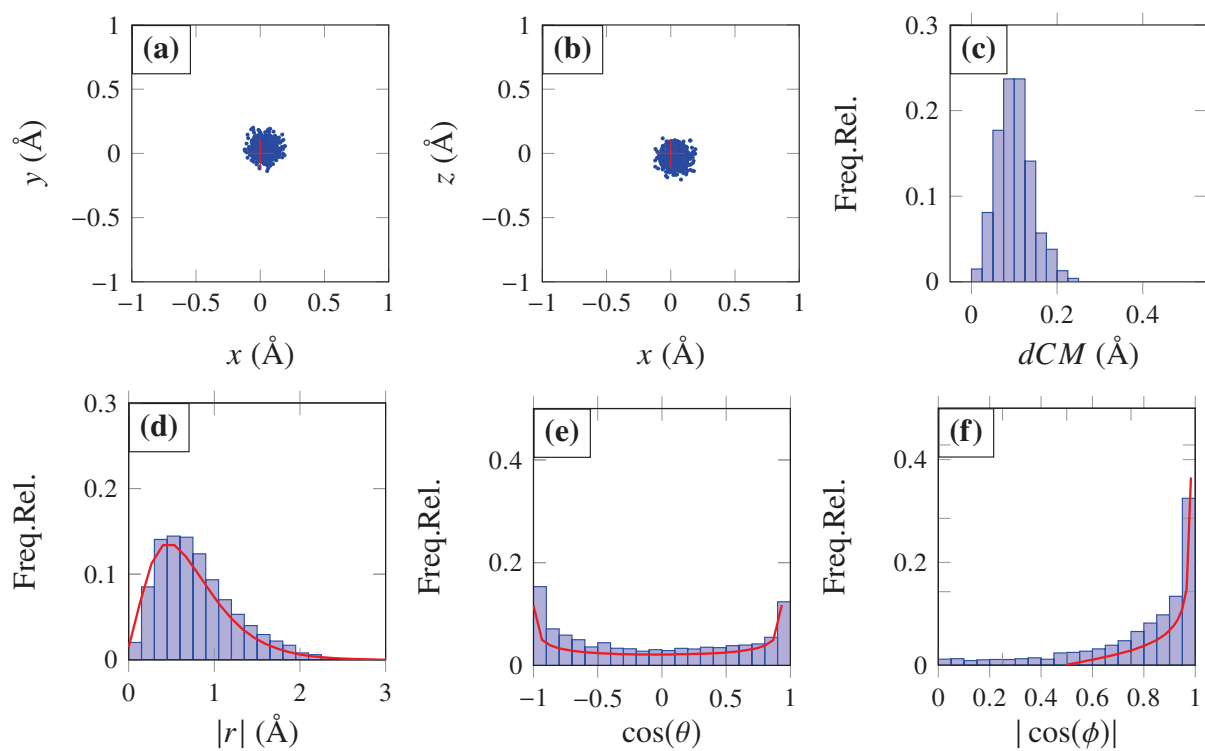 (a)
1
0.5
0
−0.5
−1
−1 −0.5 0 0.5 1
y (Å)
x (Å)
(b)
1
0.5
0
−0.5
−1
−1 −0.5 0 0.5 1
z (Å)
x (Å)
(c)
0.3
0.2
0.1
0
0 0.2 0.4
Freq.Rel.
dCM (Å)
(d)
0.3
0.2
0.1
0
0 1 2 3
Freq.Rel.
|r| (Å)
(e)
0.4
0.2
0
−1 −0.5 0 0.5 1
Freq.Rel.
cos(θ)
(f)
0.4
0.2
0
0 0.2 0.4 0.6 0.8 1
Freq.Rel.
| cos(ϕ)|